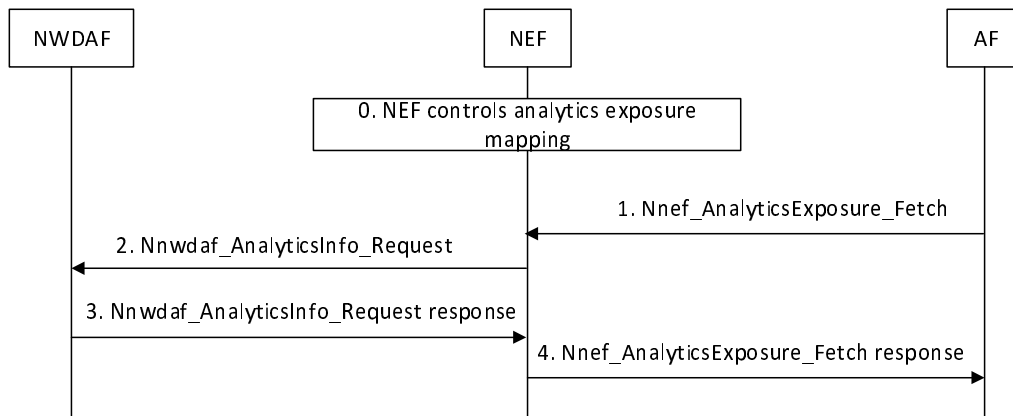 NWDAF
NEF
AF
0. NEF controls analytics exposure
mapping
1. Nnef_AnalyticsExposure_Fetch
2. Nnwdaf_AnalyticsInfo_Request
3. Nnwdaf_AnalyticsInfo_Request response
4. Nnef_AnalyticsExposure_Fetch response